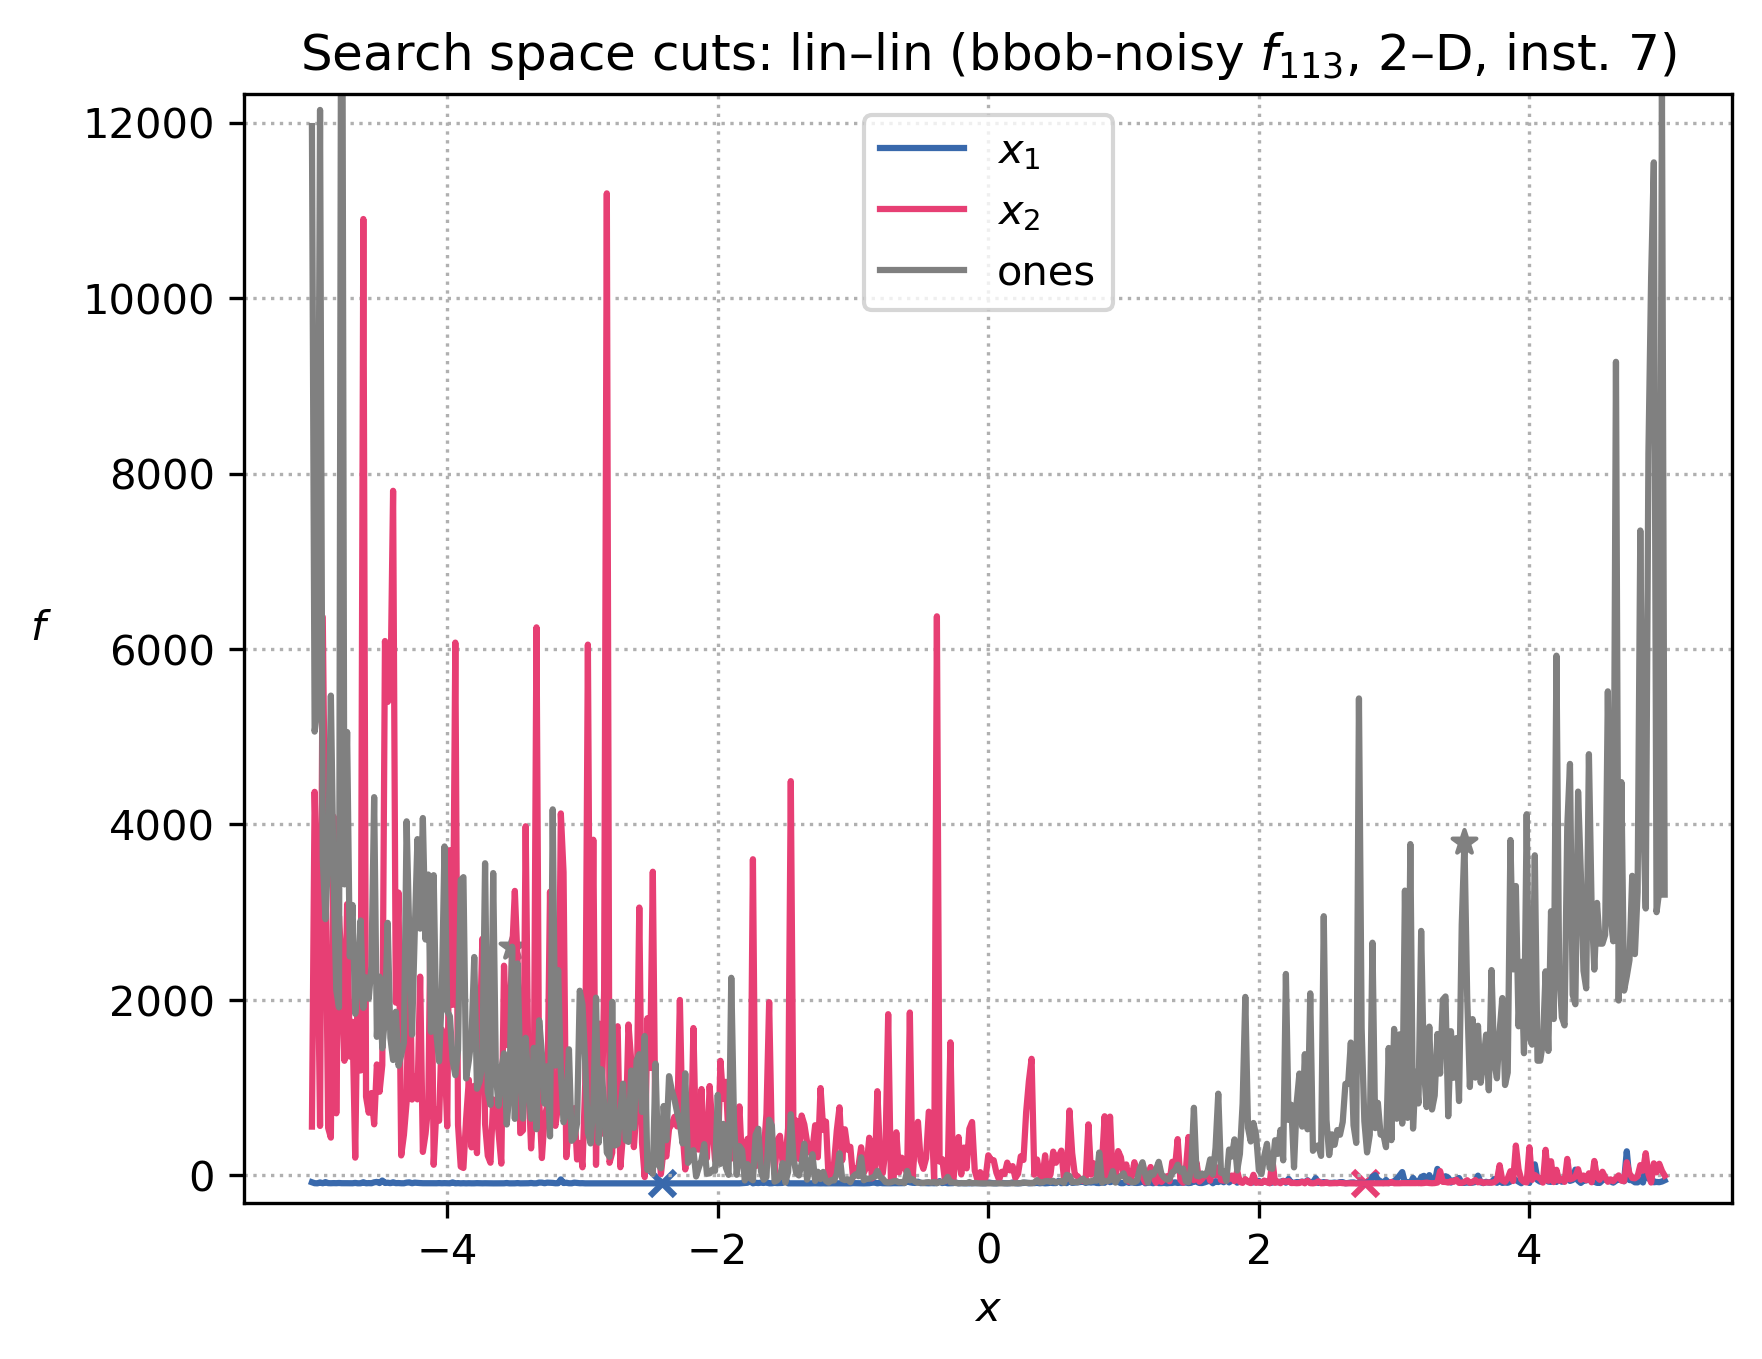 Search space cuts: lin–lin (bbob-noisy f113, 2–D, inst. 7)
12000
10000
8000
6000
4000
2000
0
f
x1
x2
ones
−4
−2
0
2
4
x